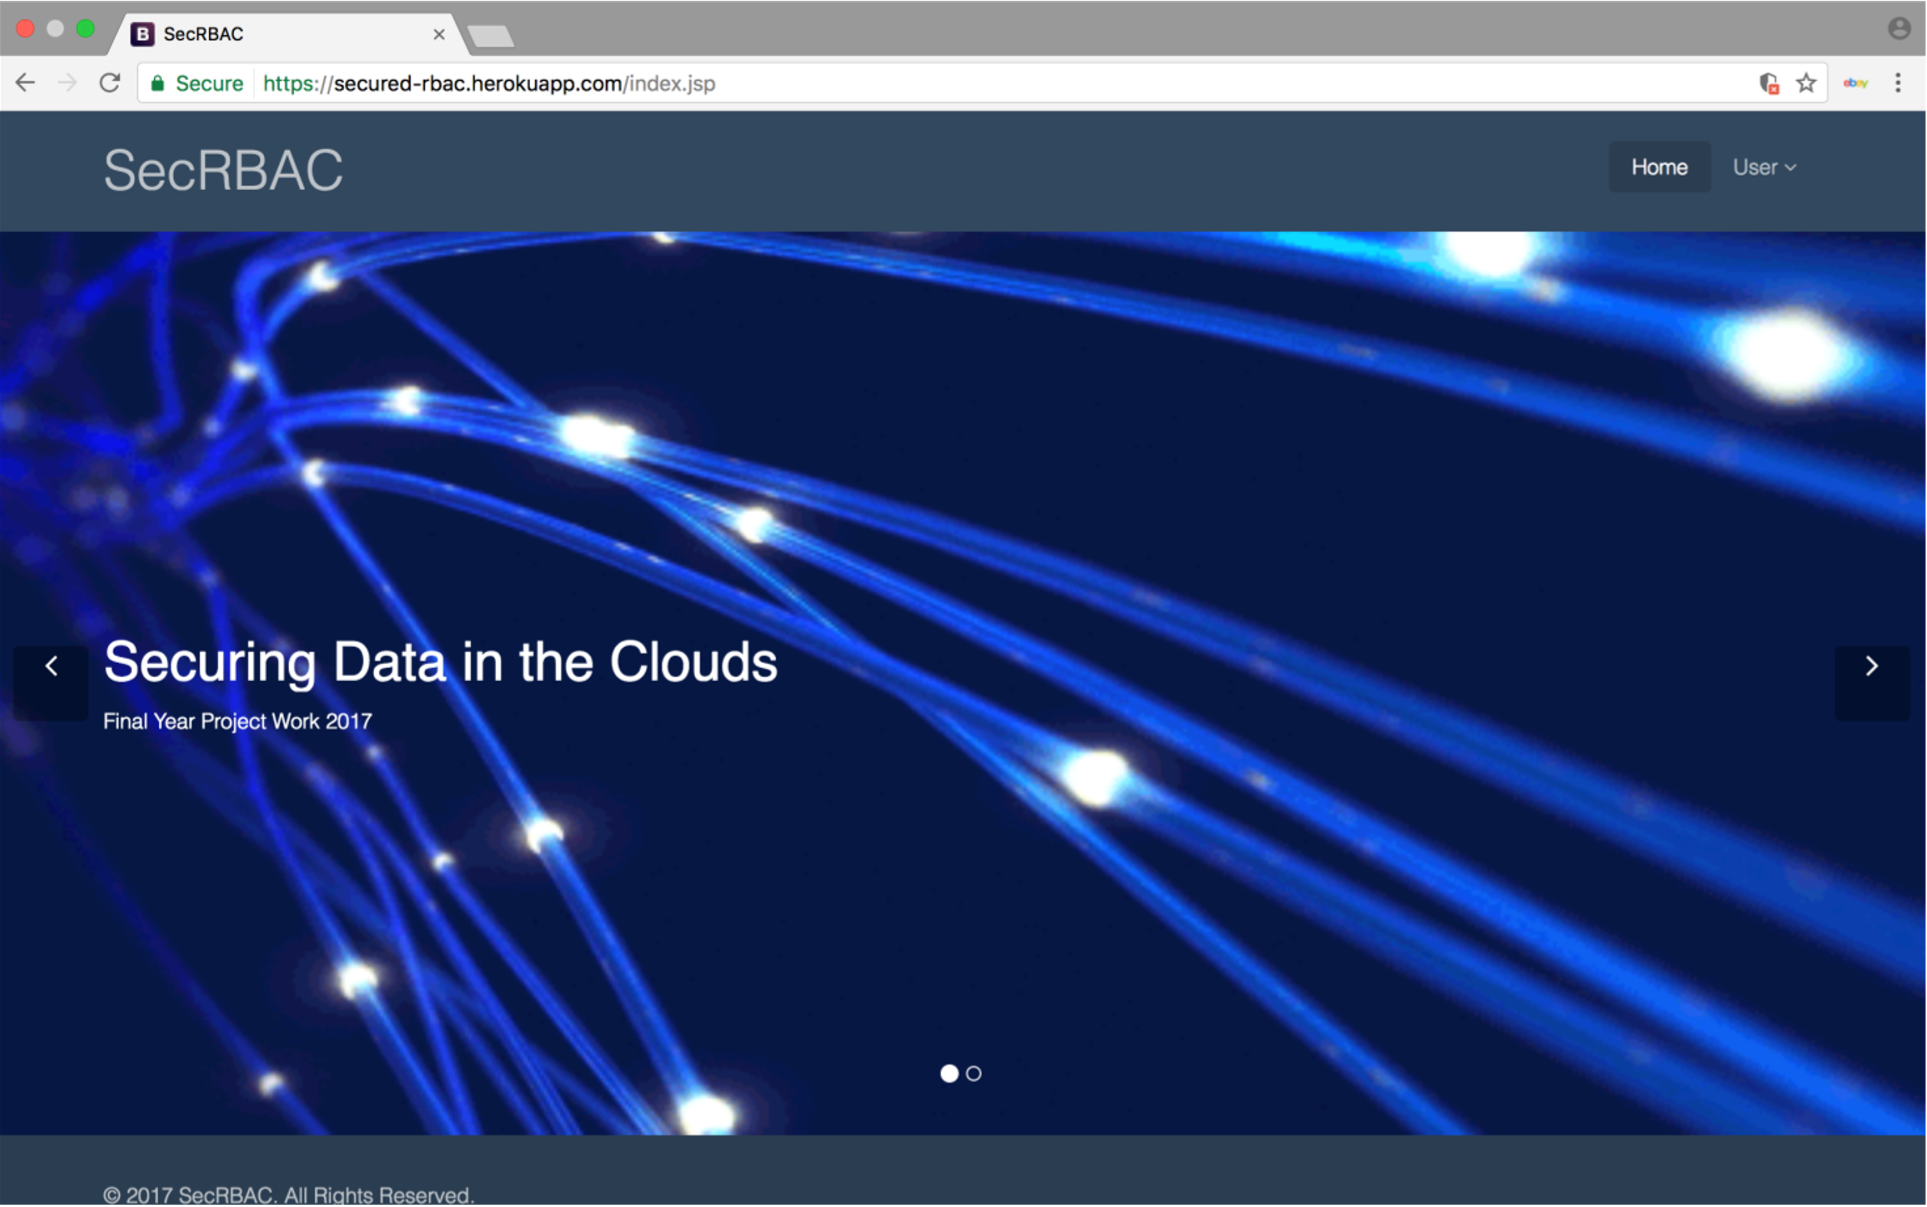 B SecRBAC
Secure https://secured-rbac.herokuapp.com/index.jsp ebay
SecRBAC
Home User
Securing Data in the Clouds
Final Year Project Work 2017
© 2017 SecRBAC. All Rights Reserved.